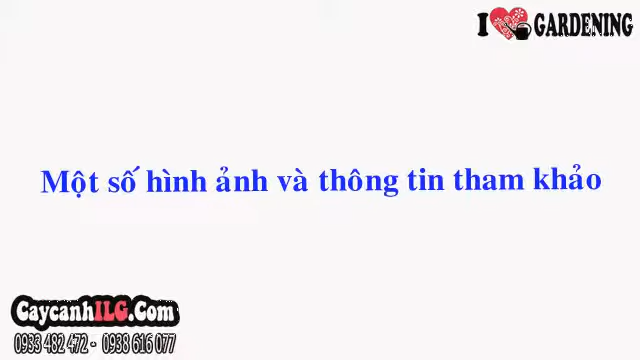 I GARDENING
Một số hình ảnh và thông tin tham khảo
CaycanhILG.Com
0933 482 472 - 0938 616 077